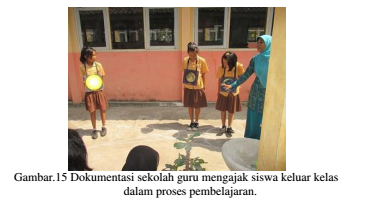 Gambar.15 Dokumentasi sekolah guru mengajak siswa keluar kelas
dalam proses pembelajaran.